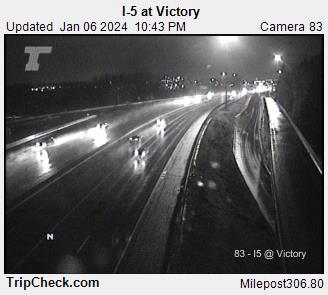 I-5 at Victory
Updated Jan 06 2024 10:43 PM Camera 83
T
N
83 - I5 @ Victory
TripCheck.com Milepost306.80